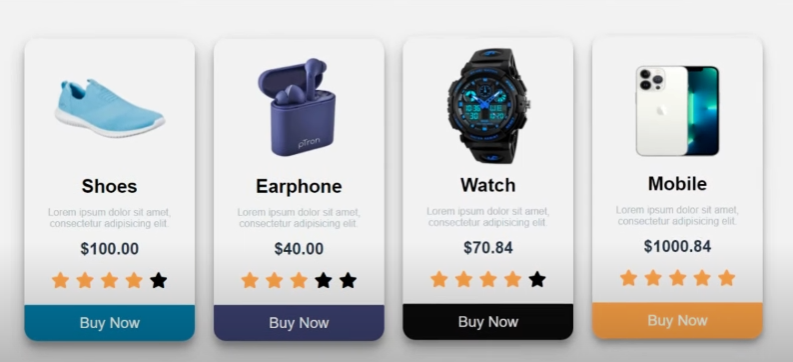 pTron
Shoes
Lorem ipsum dolor sit amet,
consectetur adipisicing elit.
$100.00
Buy Now
Earphone
Lorem ipsum dolor sit amet,
consectetur adipisicing elit.
$40.00
Buy Now
Watch
Lorem ipsum dolor sit amet,
consectetur adipisicing elit
$70.84
Buy Now
Mobile
Lorem ipsum dolor sit amet,
consectetur adipisicing elit.
$1000.84
Buy Now